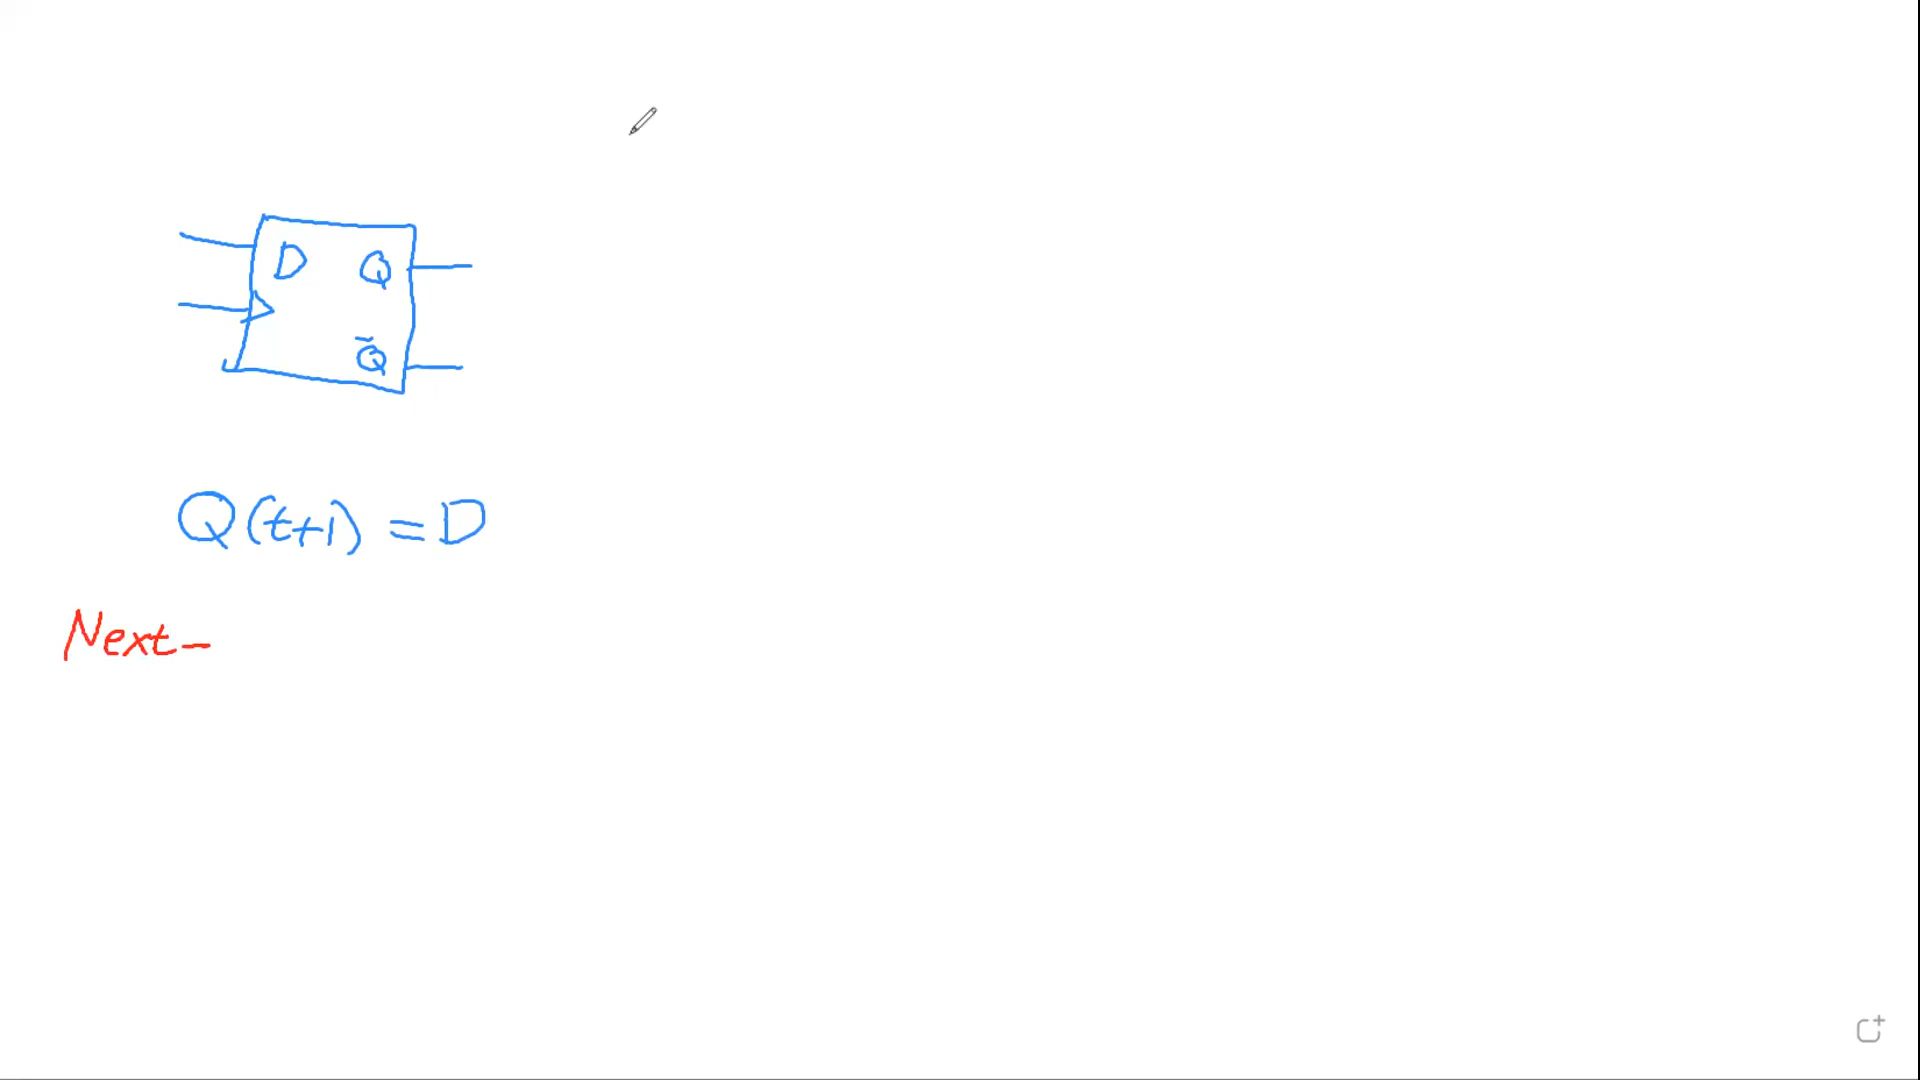 D Q
Q̄
Q(t+1) = D
Next-